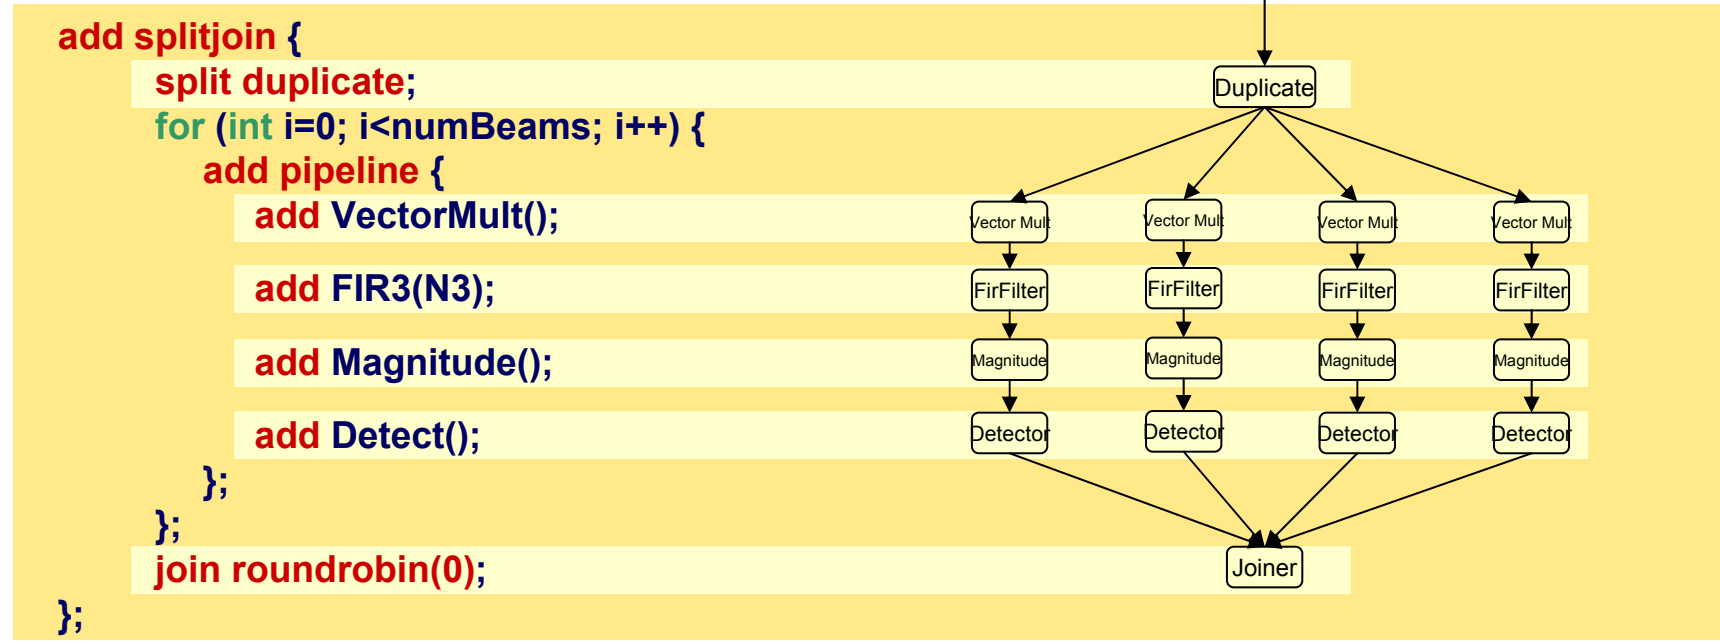 add splitjoin {
split duplicate;
Duplicate
for (int i=0; i<numBeams; i++) {
add pipeline {
add VectorMult();
Vector Mult Vector Mult Vector Mult Vector Mult
add FIR3(N3);
FirFilter FirFilter FirFilter FirFilter
add Magnitude();
Magnitude Magnitude Magnitude Magnitude
add Detect();
Detector Detector Detector Detector
};
};
join roundrobin(0);
Joiner
};